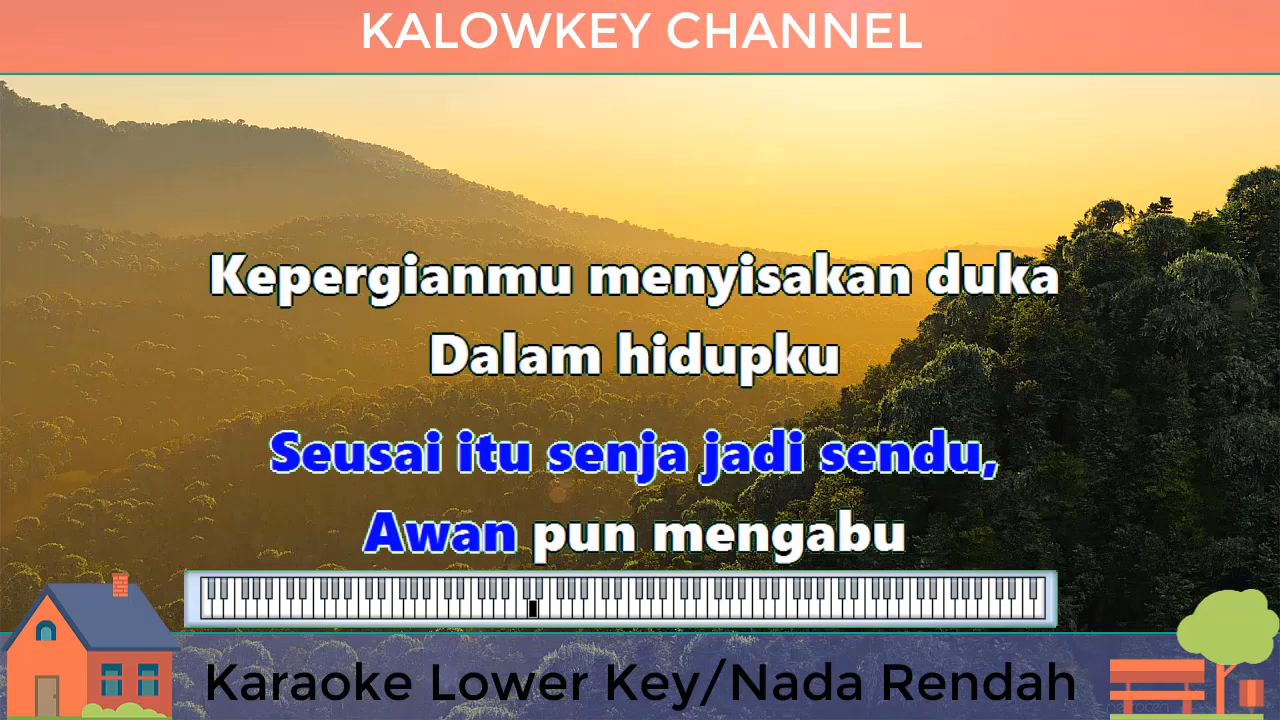 KALOWKEY CHANNEL
Kepergianmu menyisakan duka
Dalam hidupku
Seusai itu senja jadi sendu,
Awan pun mengabu
Karaoke Lower Key/Nada Rendah